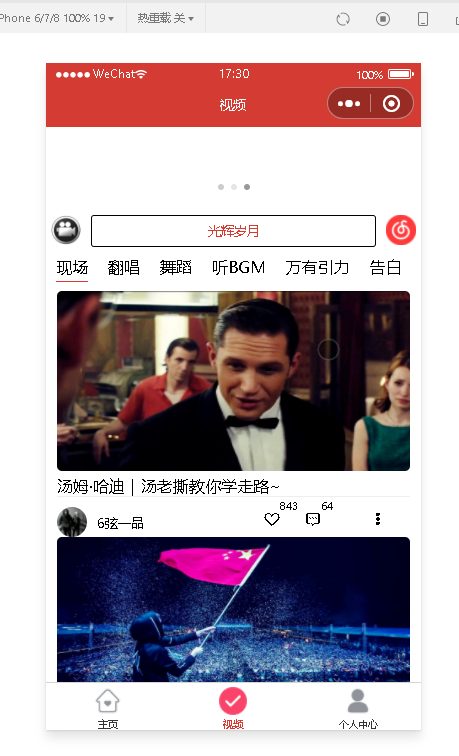 Phone 6/7/8 100% 19
热重载 关
WeChat
17:30
100%
视频
光辉岁月
现场 翻唱 舞蹈 听BGM 万有引力 告白
汤姆·哈迪｜汤老撕教你学走路~
6弦一品
843
64
主页
视频
个人中心